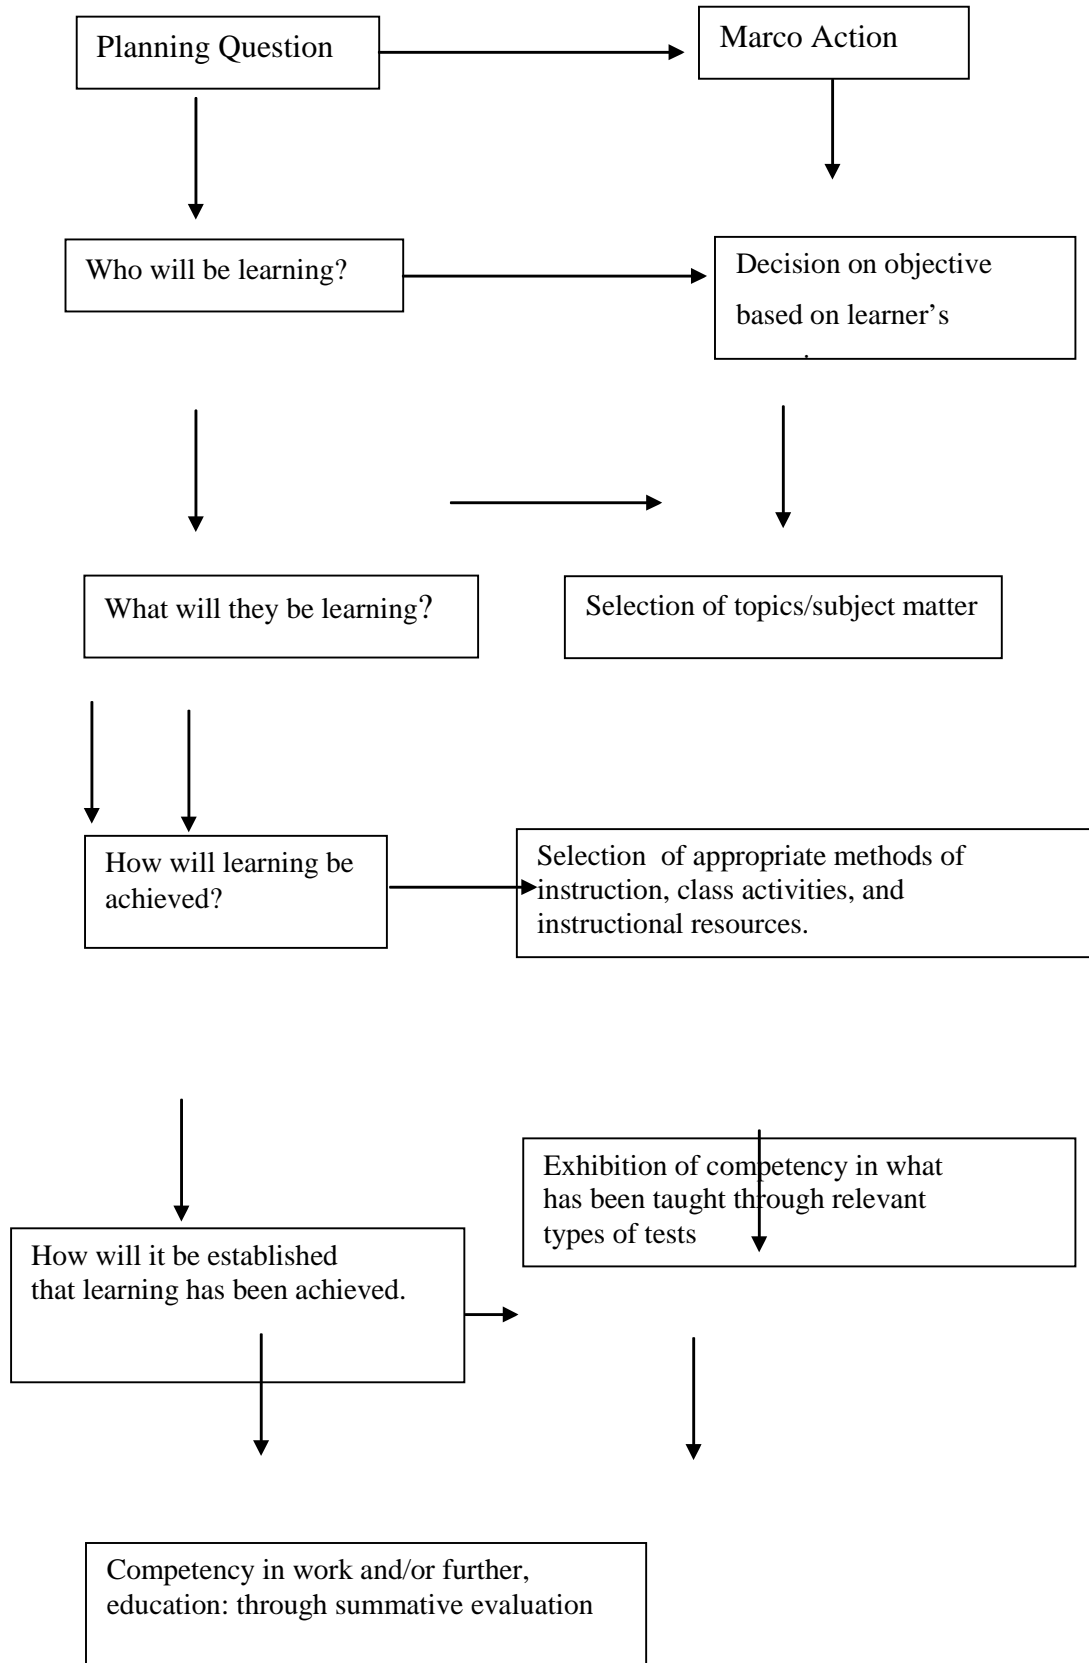 Planning Question
Marco Action
Who will be learning?
Decision on objective
based on learner’s
What will they be learning?
Selection of topics/subject matter
How will learning be
achieved?
Selection of appropriate methods of
instruction, class activities, and
instructional resources.
Exhibition of competency in what
has been taught through relevant
types of tests
How will it be established
that learning has been achieved.
Competency in work and/or further,
education: through summative evaluation